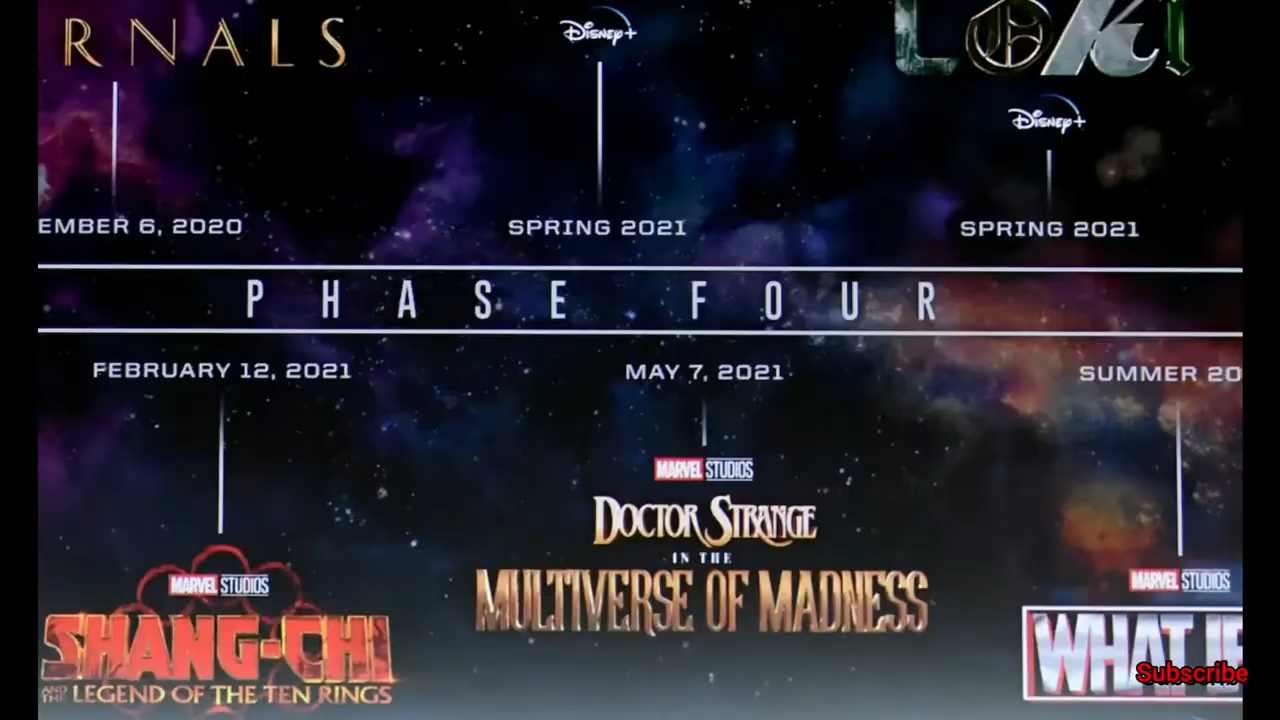 RNALS
Disney+
LOKI
Disney+
EMBER 6, 2020
SPRING 2021
SPRING 2021
PHASE FOUR
FEBRUARY 12, 2021
MAY 7, 2021
SUMMER 20
MARVEL STUDIOS
DOCTOR STRANGE
IN THE
MULTIVERSE OF MADNESS
MARVEL STUDIOS
SHANG-CHI
AND THE LEGEND OF THE TEN RINGS
MARVEL STUDIOS
WHAT IF
Subscribe